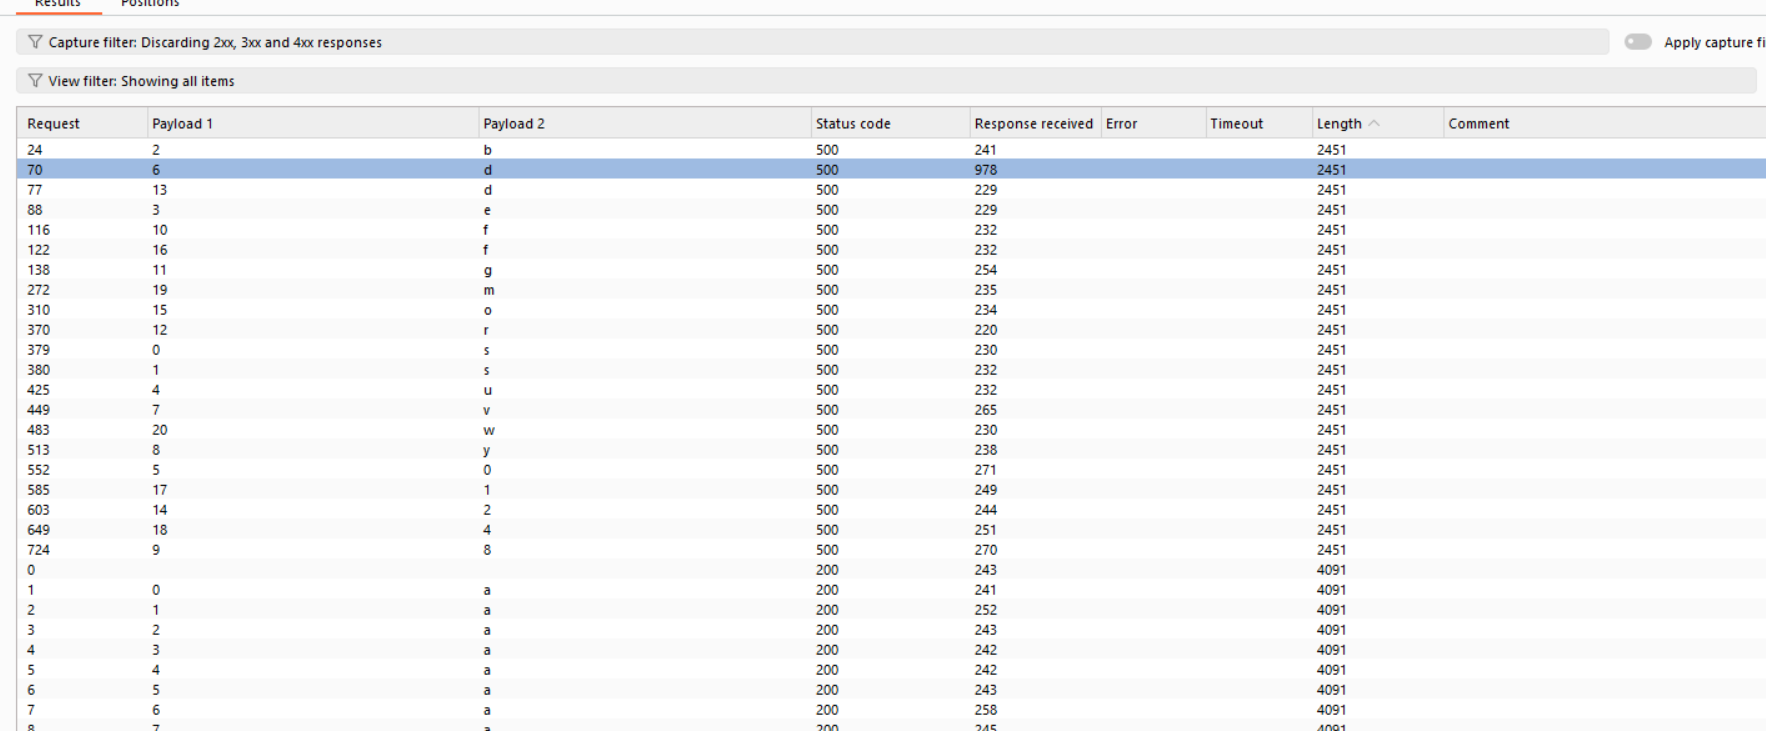 Results Positions
Capture filter: Discarding 2xx, 3xx and 4xx responses Apply capture fi
View filter: Showing all items
Request Payload 1 Payload 2 Status code Response received Error Timeout Length Comment
24 2 b 500 241 2451
70 6 d 500 978 2451
77 13 d 500 229 2451
88 3 e 500 229 2451
116 10 f 500 232 2451
122 16 f 500 232 2451
138 11 g 500 254 2451
272 19 m 500 235 2451
310 15 o 500 234 2451
370 12 r 500 220 2451
379 0 s 500 230 2451
380 1 s 500 232 2451
425 4 u 500 232 2451
449 7 v 500 265 2451
483 20 w 500 230 2451
513 8 y 500 238 2451
552 5 0 500 271 2451
585 17 1 500 249 2451
603 14 2 500 244 2451
649 18 4 500 251 2451
724 9 8 500 270 2451
0 200 243 4091
1 0 a 200 241 4091
2 1 a 200 252 4091
3 2 a 200 243 4091
4 3 a 200 242 4091
5 4 a 200 242 4091
6 5 a 200 243 4091
7 6 a 200 258 4091
8 7 a 200 245 4091